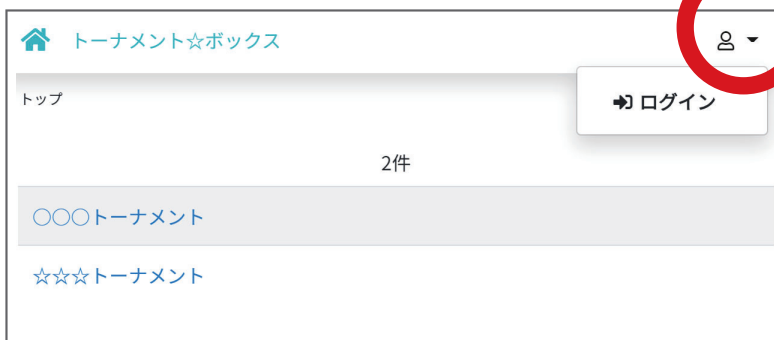 トーナメント☆ボックス
トップ
ログイン
2件
○○○トーナメント
☆☆☆トーナメント